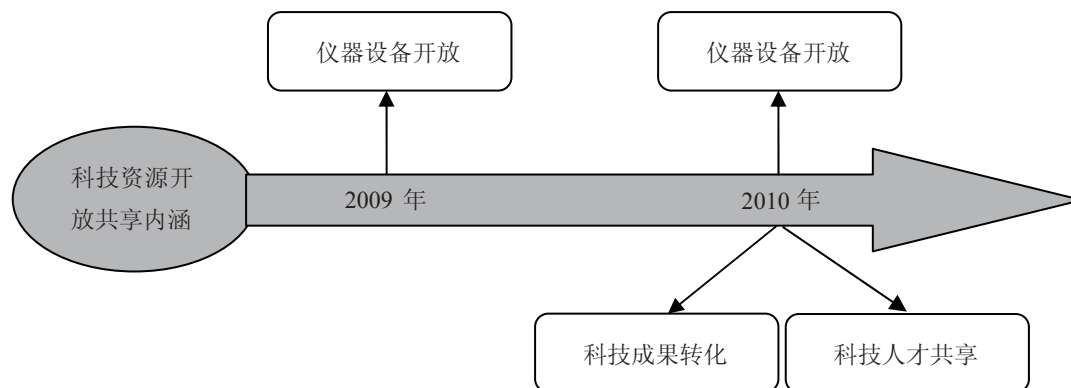 仪器设备开放
仪器设备开放
科技资源开
放共享内涵
2009 年
2010 年
科技成果转化
科技人才共享